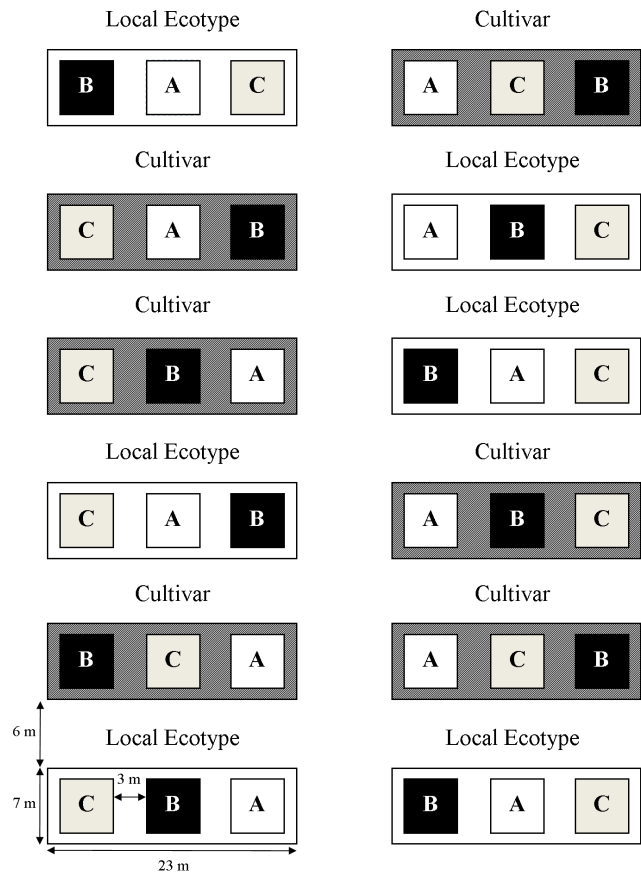 Local Ecotype Cultivar
B A C A C B
Cultivar Local Ecotype
C A B A B C
Cultivar Local Ecotype
C B A B A C
Local Ecotype Cultivar
C A B A B C
Cultivar Cultivar
B C A A C B
6 m
Local Ecotype Local Ecotype
3 m
7 m C B A B A C
23 m